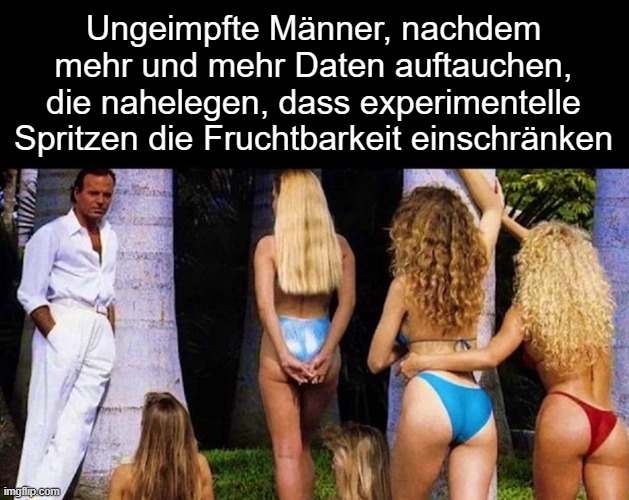 Ungeimpfte Männer, nachdem
mehr und mehr Daten auftauchen,
die nahelegen, dass experimentelle
Spritzen die Fruchtbarkeit einschränken
imgflip.com